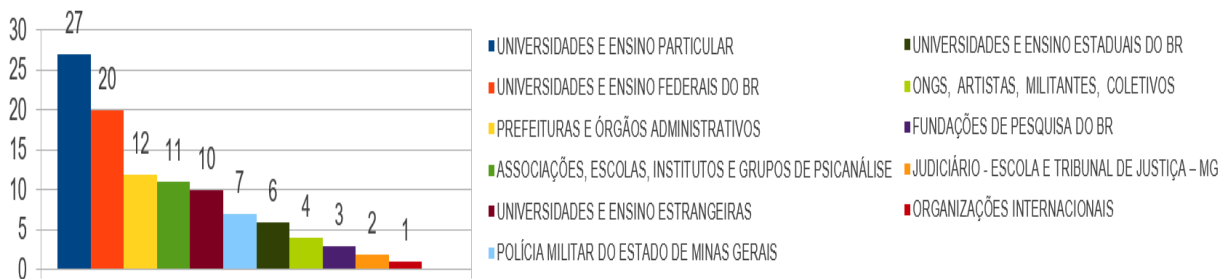 30
25
20
15
10
5
0
27
20
12
11
10
7
6
4
3
2
1
UNIVERSIDADES E ENSINO PARTICULAR
UNIVERSIDADES E ENSINO FEDERAIS DO BR
PREFEITURAS E ÓRGÃOS ADMINISTRATIVOS
ASSOCIAÇÕES, ESCOLAS, INSTITUTOS E GRUPOS DE PSICANÁLISE
UNIVERSIDADES E ENSINO ESTRANGEIRAS
POLÍCIA MILITAR DO ESTADO DE MINAS GERAIS
UNIVERSIDADES E ENSINO ESTADUAIS DO BR
ONGS, ARTISTAS, MILITANTES, COLETIVOS
FUNDAÇÕES DE PESQUISA DO BR
JUDICIÁRIO - ESCOLA E TRIBUNAL DE JUSTIÇA – MG
ORGANIZAÇÕES INTERNACIONAIS